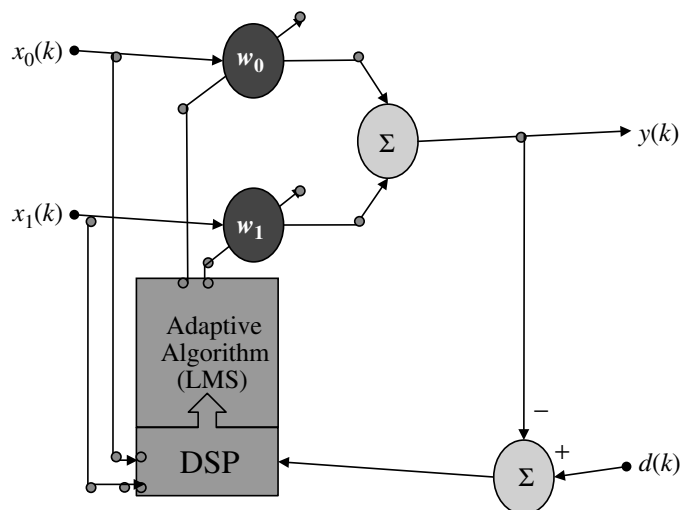 x₀(k)
w₀
Σ
y(k)
x₁(k)
w₁
Adaptive
Algorithm
(LMS)
−
+
DSP
Σ
d(k)